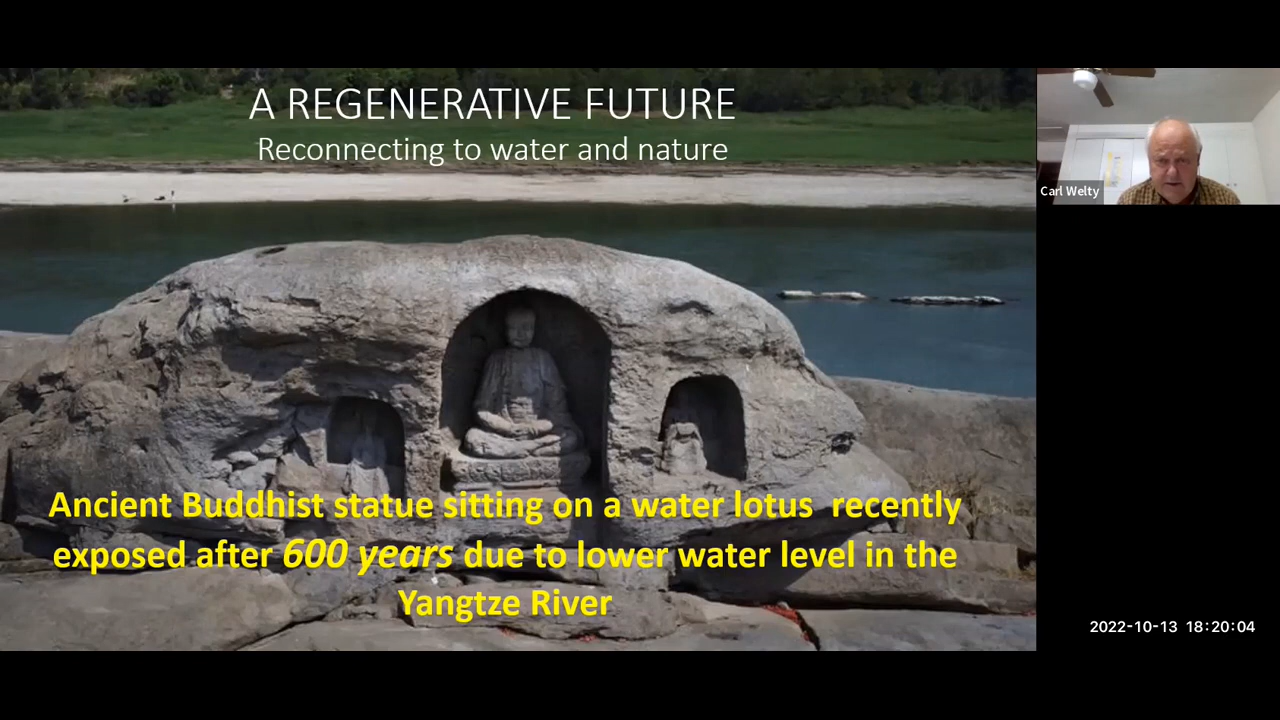 A REGENERATIVE FUTURE
Reconnecting to water and nature
Carl Welty
Ancient Buddhist statue sitting on a water lotus  recently
exposed after 600 years due to lower water level in the
Yangtze River
2022-10-13 18:20:04